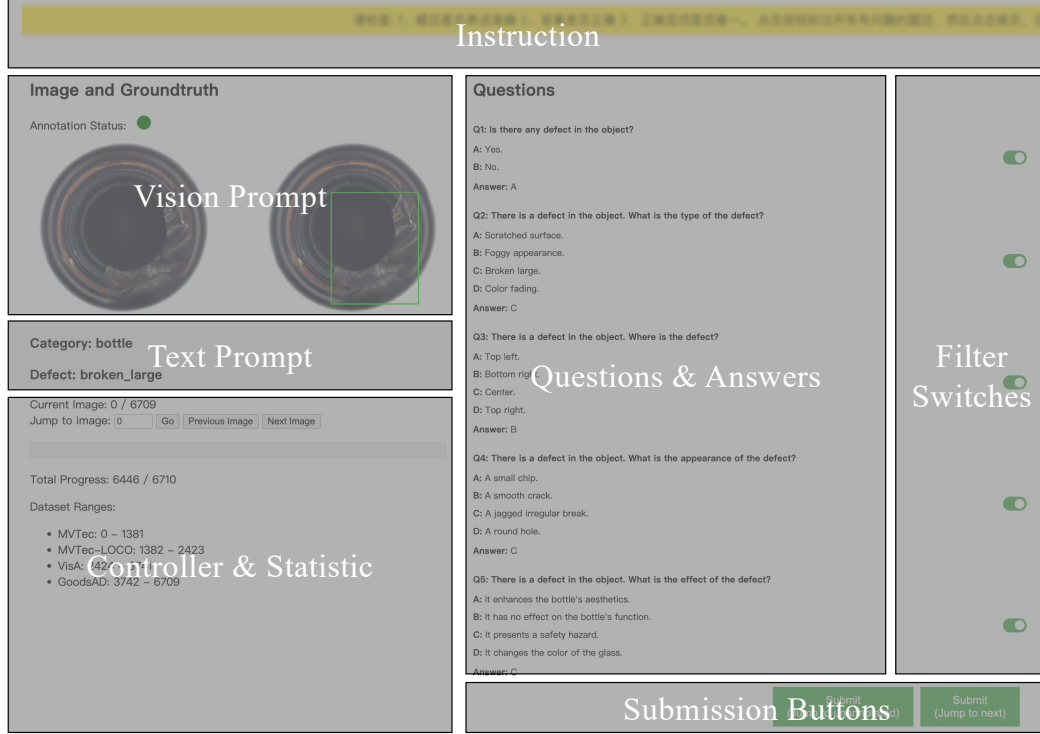 Instruction
Image and Groundtruth
Annotation Status:
Vision Prompt
Category: bottle
Text Prompt
Defect: broken_large
Current Image: 0 / 6709
Jump to image: 0 Go Previous Image Next Image
Total Progress: 6446 / 6710
Dataset Ranges:
• MVTec: 0 – 1381
• MVTec-LOCO: 1382 – 2423
• VisA: 2424
• GoodsAD: 3742 – 6709
Controller & Statistic
Questions
Q1: Is there any defect in the object?
A: Yes.
B: No.
Answer: A
Q2: There is a defect in the object. What is the type of the defect?
A: Scratched surface.
B: Foggy appearance.
C: Broken large.
D: Color fading.
Answer: C
Q3: There is a defect in the object. Where is the defect?
A: Top left.
B: Bottom right.
C: Center.
D: Top right.
Answer: B
Questions & Answers
Q4: There is a defect in the object. What is the appearance of the defect?
A: A small chip.
B: A smooth crack.
C: A jagged irregular break.
D: A round hole.
Answer: C
Q5: There is a defect in the object. What is the effect of the defect?
A: It enhances the bottle's aesthetics.
B: It has no effect on the bottle's function.
C: It presents a safety hazard.
D: It changes the color of the glass.
Answer: C
Filter
Switches
Submission Buttons
Submit
Submit
(Jump to next)